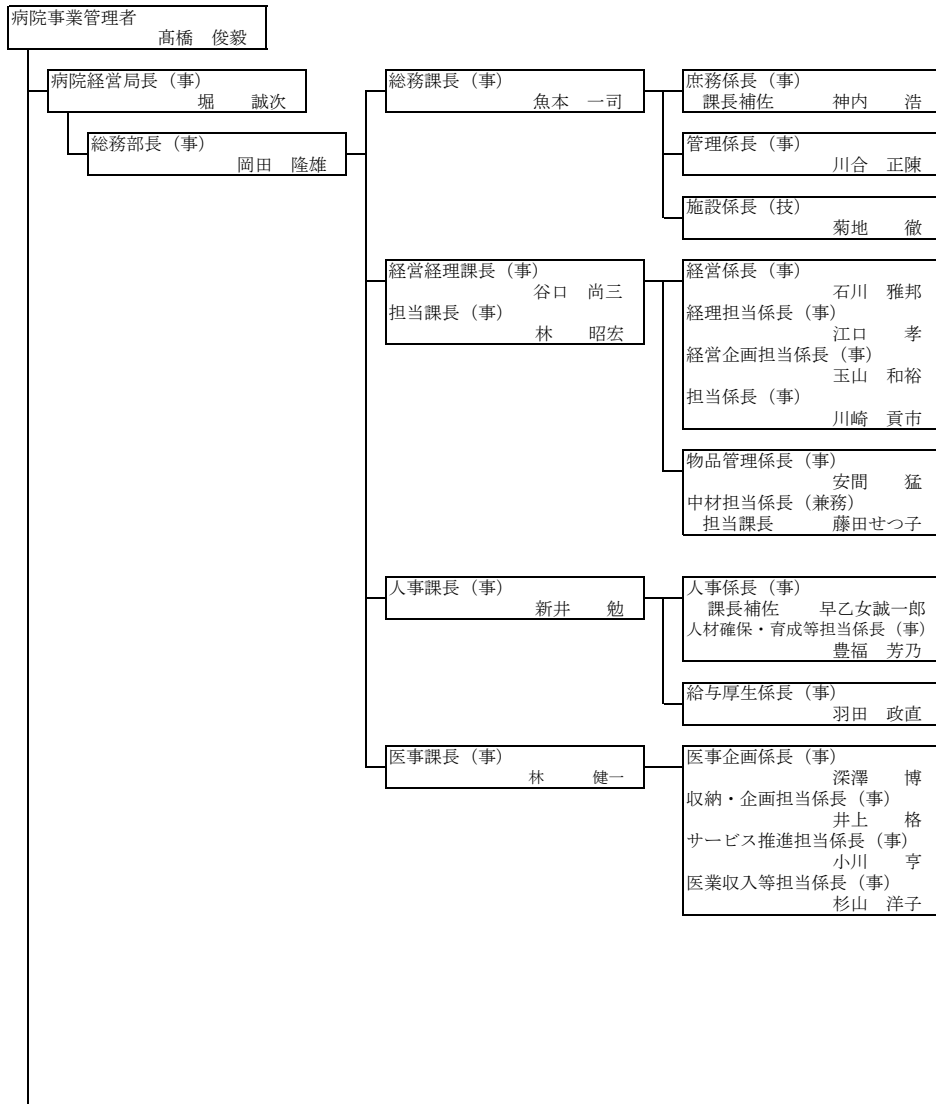 病院事業管理者
髙橋　俊毅
病院経営局長（事）
堀　　誠次
総務部長（事）
岡田　隆雄
総務課長（事）
魚本　一司
庶務係長（事）
課長補佐　　神内　　浩
管理係長（事）
川合　正陳
施設係長（技）
菊地　　徹
経営経理課長（事）
谷口　尚三
担当課長（事）
林　　昭宏
経営係長（事）
石川　雅邦
経理担当係長（事）
江口　　孝
経営企画担当係長（事）
玉山　和裕
担当係長（事）
川崎　貢市
物品管理係長（事）
安間　　猛
中材担当係長（兼務）
担当課長　　　藤田せつ子
人事課長（事）
新井　　勉
人事係長（事）
課長補佐　　早乙女誠一郎
人材確保・育成等担当係長（事）
豊福　芳乃
給与厚生係長（事）
羽田　政直
医事課長（事）
林　　健一
医事企画係長（事）
深澤　　博
収納・企画担当係長（事）
井上　　格
サービス推進担当係長（事）
小川　　亨
医業収入等担当係長（事）
杉山　洋子